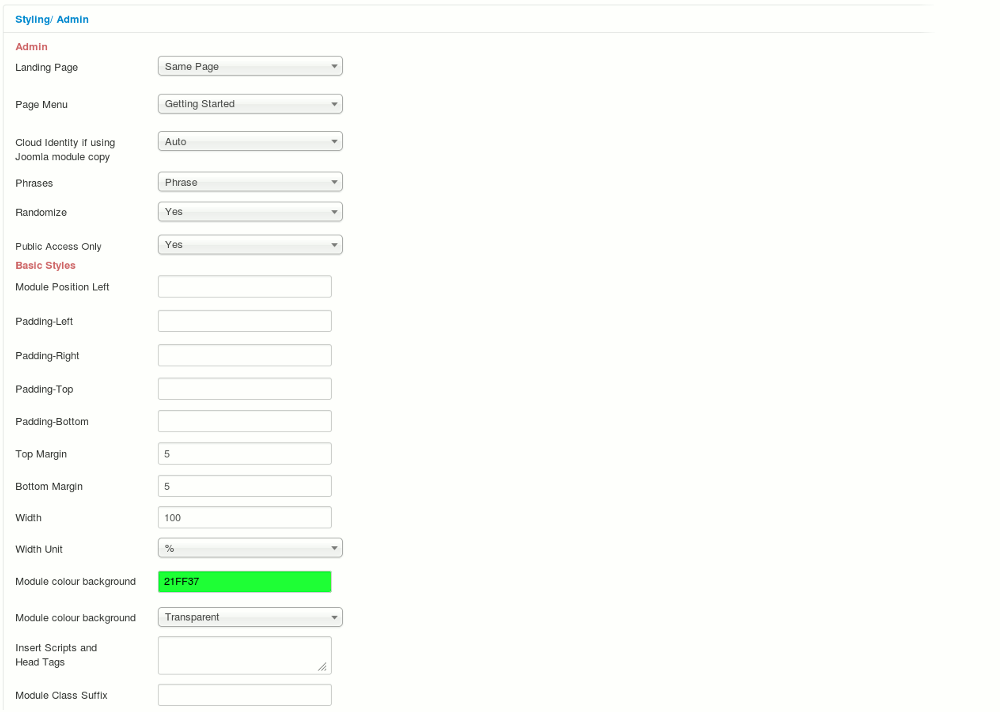 Styling/ Admin
Admin
Landing Page Same Page
Page Menu Getting Started
Cloud Identity if using Auto
Joomla module copy
Phrases Phrase
Randomize Yes
Public Access Only Yes
Basic Styles
Module Position Left
Padding-Left
Padding-Right
Padding-Top
Padding-Bottom
Top Margin 5
Bottom Margin 5
Width 100
Width Unit %
Module colour background 21FF37
Module colour background Transparent
Insert Scripts and
Head Tags
Module Class Suffix